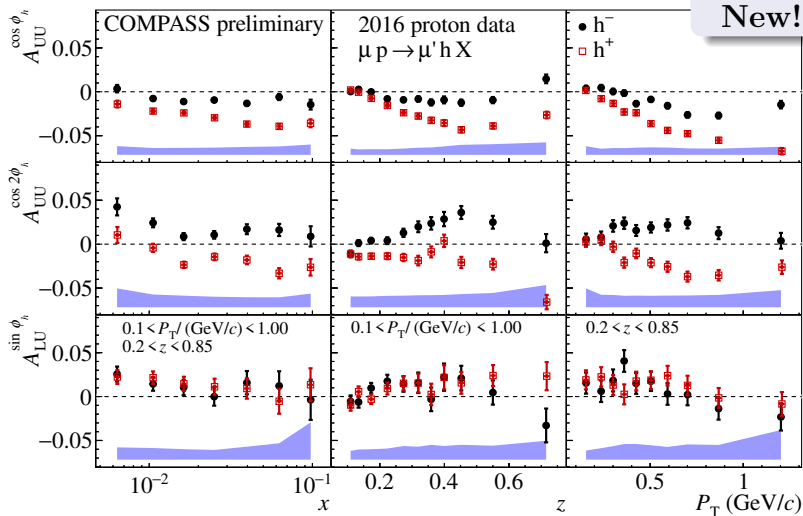 New!
COMPASS preliminary
2016 proton data
μ p → μ' h X
h⁻
h⁺
A_UU^{cos ϕ_h}
0.05
0
−0.05
A_UU^{cos 2ϕ_h}
0.05
0
−0.05
A_LU^{sin ϕ_h}
0.1 < P_T / (GeV/c) < 1.00
0.2 < z < 0.85
0.1 < P_T / (GeV/c) < 1.00
0.2 < z < 0.85
0.05
0
−0.05
10⁻² 10⁻¹ 0.2 0.4 0.6 0.5 1
x z P_T (GeV/c)